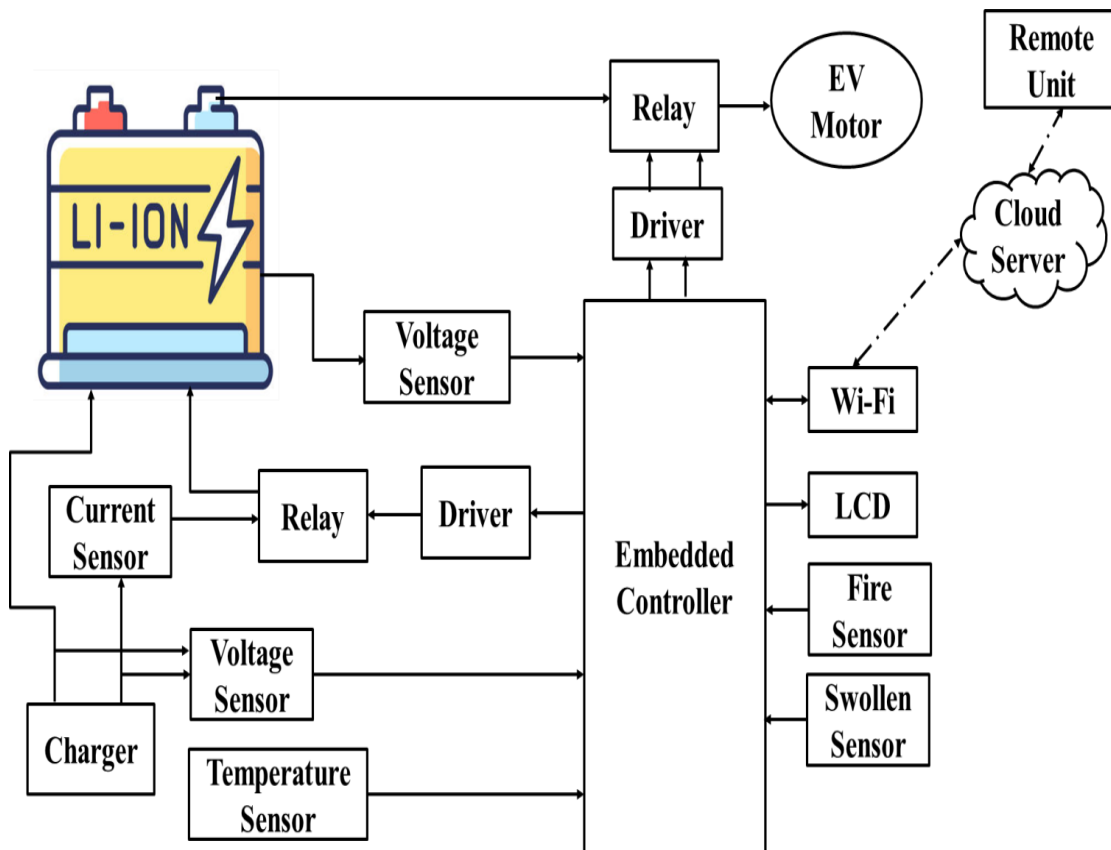 Remote
Unit
EV
Motor
Relay
LI-ION
Driver
Cloud
Server
Voltage
Sensor
Wi-Fi
Current
Sensor
Relay
Driver
LCD
Embedded
Controller
Fire
Sensor
Voltage
Sensor
Swollen
Sensor
Charger
Temperature
Sensor